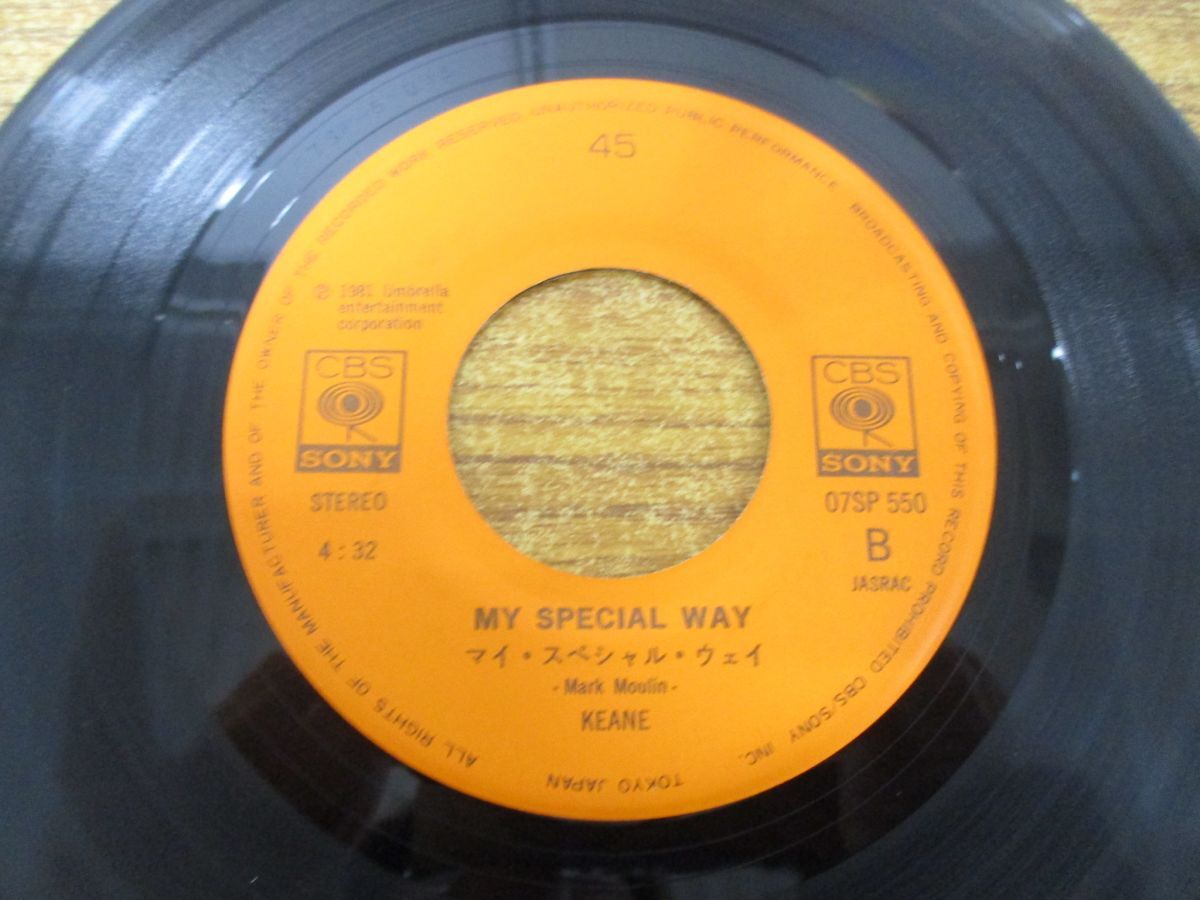 45
ALL RIGHTS OF THE MANUFACTURER AND OF THE OWNER OF THE RECORDED WORK RESERVED UNAUTHORIZED PUBLIC PERFORMANCE BROADCASTING AND COPYING OF THIS RECORD PROHIBITED CBS/SONY INC.
TOKYO JAPAN
℗ 1981 Umbrella
entertainment
corporation
CBS
SONY
STEREO
4:32
CBS
SONY
07SP 550
B
JASRAC
MY SPECIAL WAY
マイ・スペシャル・ウェイ
- Mark Moulin -
KEANE